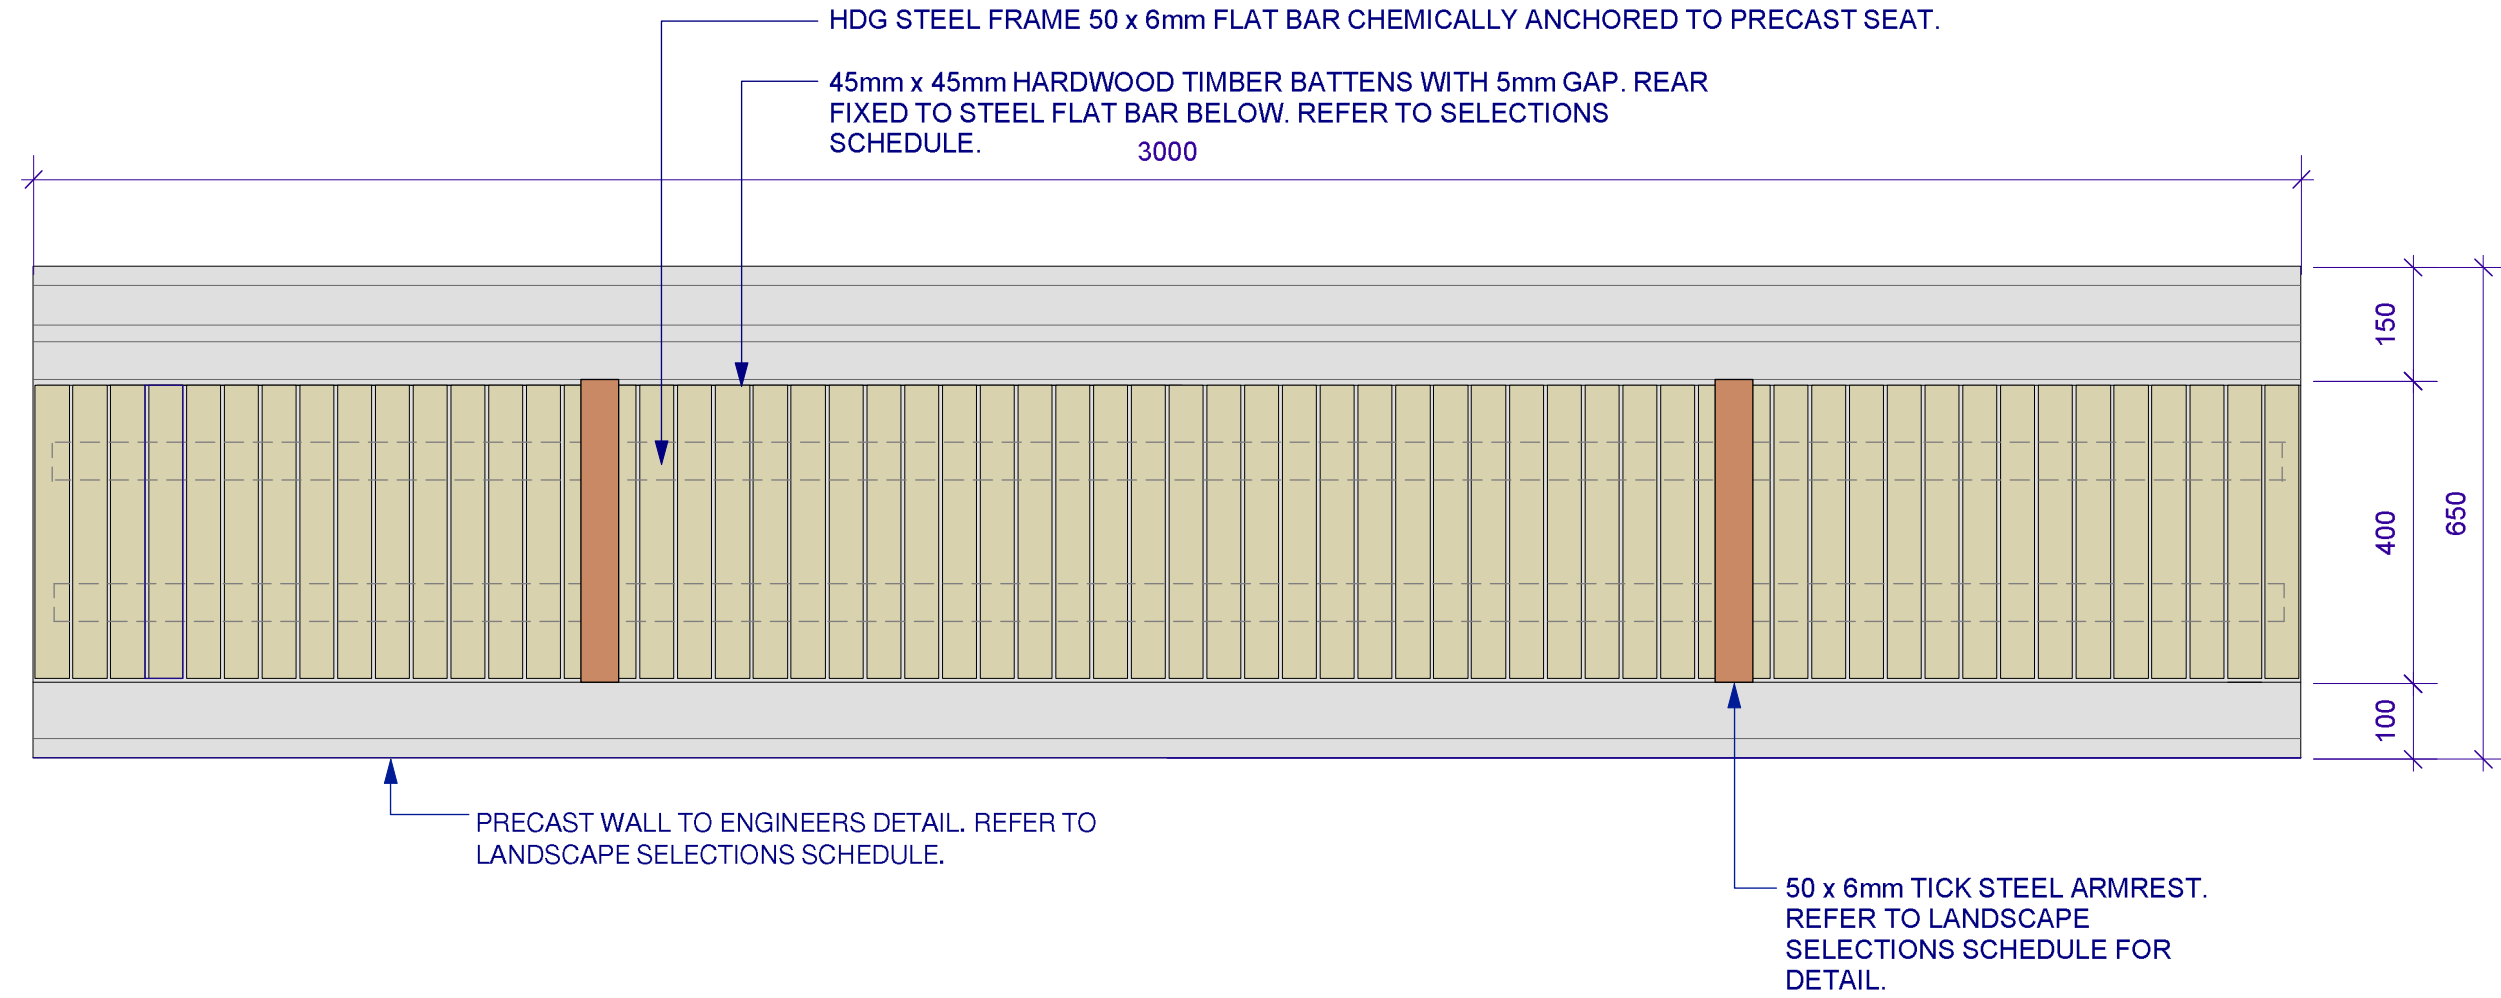 HDG STEEL FRAME 50 x 6mm FLAT BAR CHEMICALLY ANCHORED TO PRECAST SEAT.
45mm x 45mm HARDWOOD TIMBER BATTENS WITH 5mm GAP. REAR
FIXED TO STEEL FLAT BAR BELOW. REFER TO SELECTIONS
SCHEDULE.
3000
150
400
650
100
PRECAST WALL TO ENGINEERS DETAIL. REFER TO
LANDSCAPE SELECTIONS SCHEDULE.
50 x 6mm TICK STEEL ARMREST.
REFER TO LANDSCAPE
SELECTIONS SCHEDULE FOR
DETAIL.